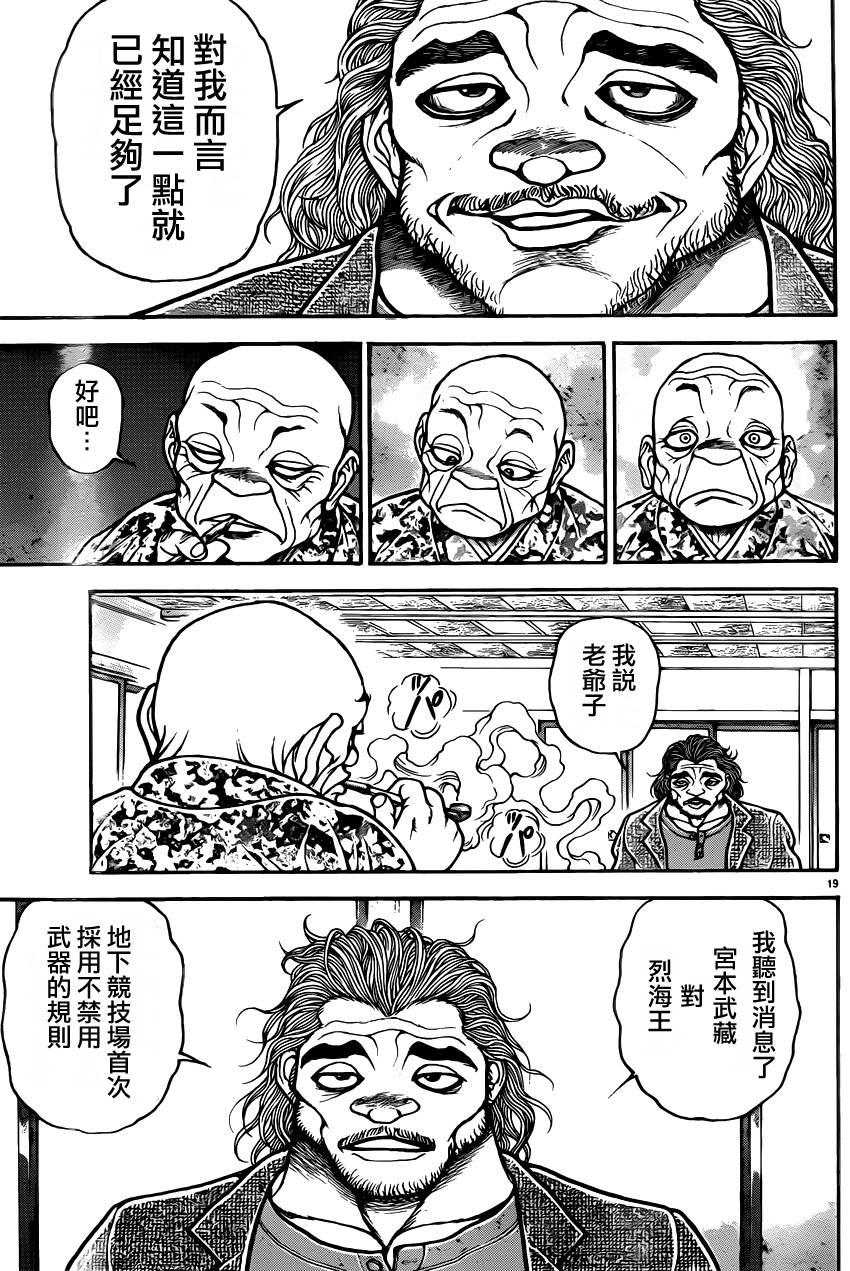 對我而言
知道這一點就
已經足夠了
好吧…
我說
老爺子
パ
パ
19
我聽到消息了
宮本武藏
對
烈海王
地下競技場首次
採用不禁用
武器的規則